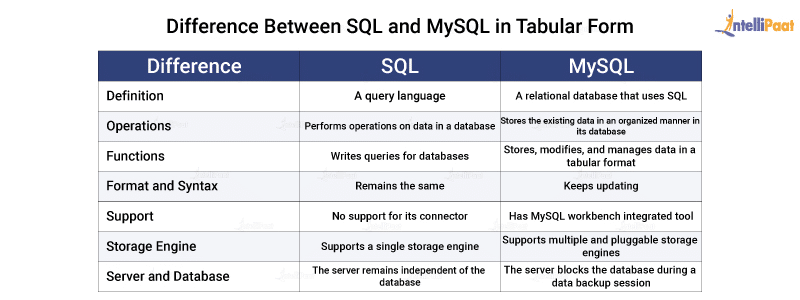 Difference Between SQL and MySQL in Tabular Form
IntelliPaat
Difference SQL MySQL
Definition A query language A relational database that uses SQL
Operations Performs operations on data in a database Stores the existing data in an organized manner in
its database
Functions Writes queries for databases Stores, modifies, and manages data in a
tabular format
Format and Syntax Remains the same Keeps updating
Support No support for its connector Has MySQL workbench integrated tool
Storage Engine Supports a single storage engine Supports multiple and pluggable storage
engines
Server and Database The server remains independent of the
database The server blocks the database during a
data backup session